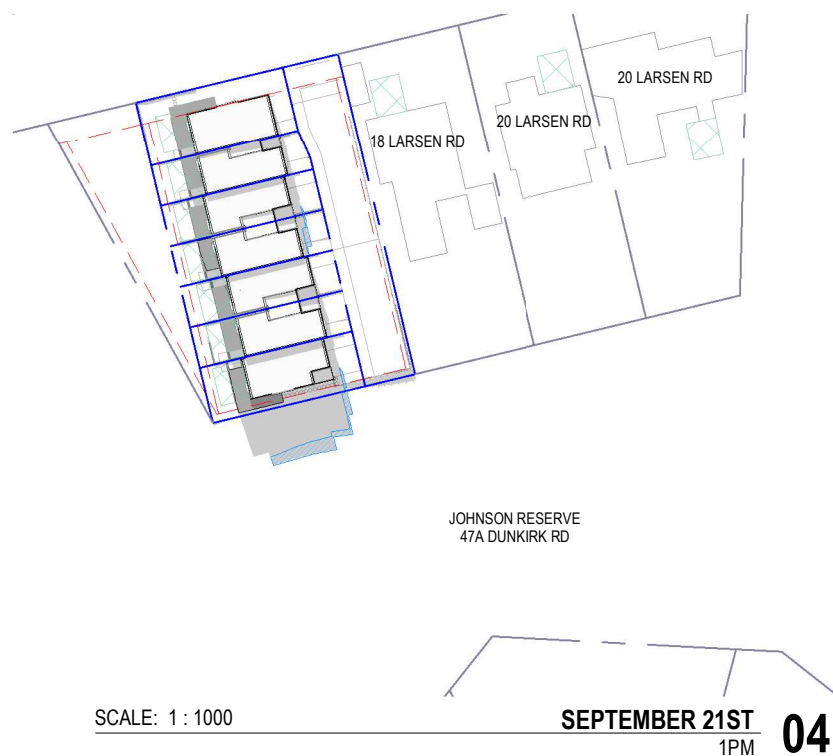 20 LARSEN RD
20 LARSEN RD
18 LARSEN RD
JOHNSON RESERVE
47A DUNKIRK RD
SCALE: 1 : 1000
SEPTEMBER 21ST
1PM
04